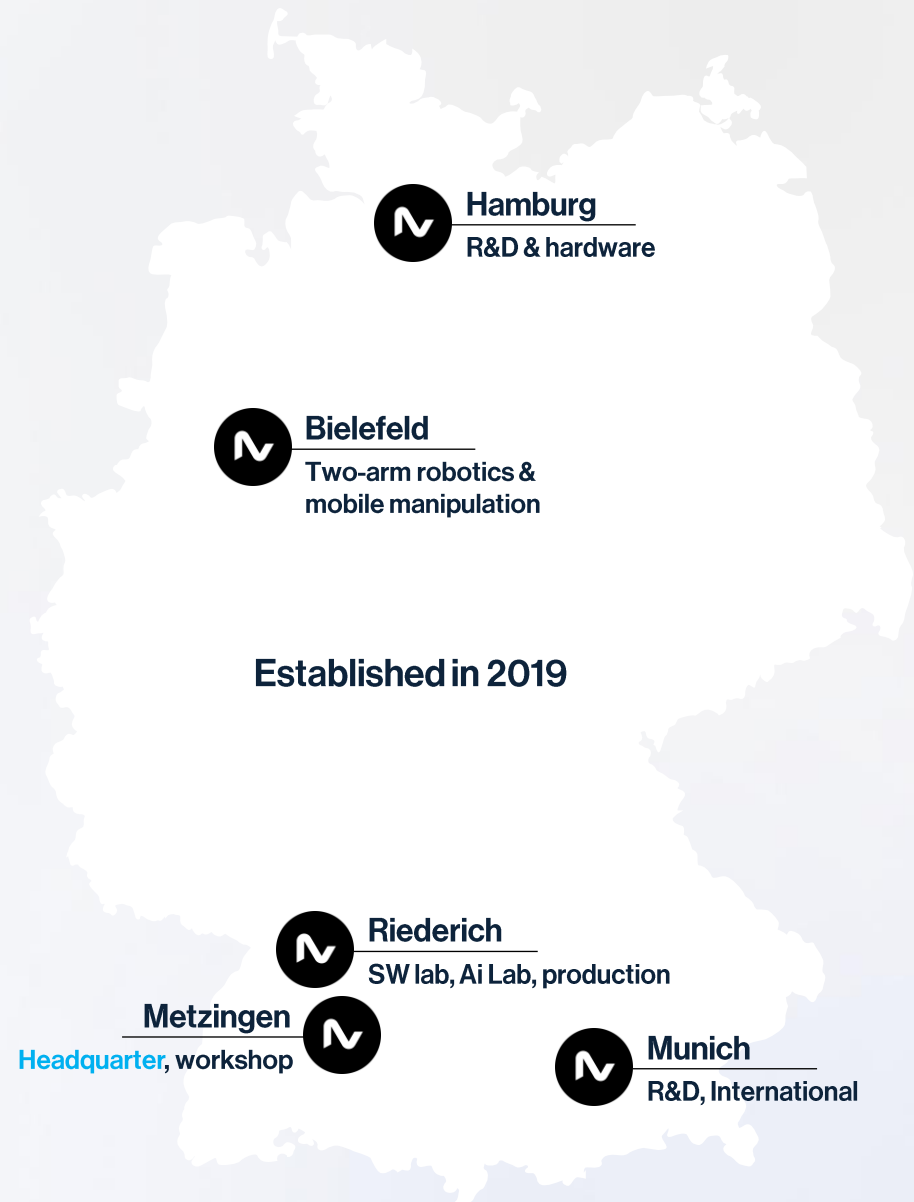 Hamburg
R&D & hardware
Bielefeld
Two-arm robotics &
mobile manipulation
Established in 2019
Riederich
SW lab, Ai Lab, production
Metzingen
Headquarter, workshop
Munich
R&D, International